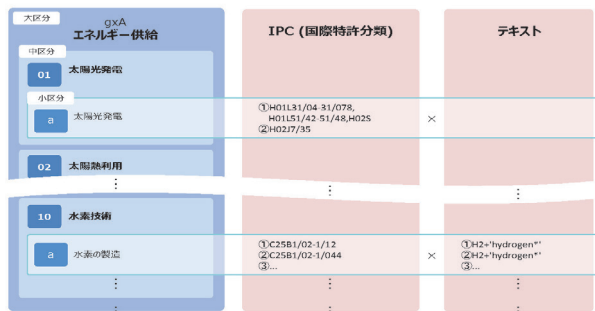 大区分
gxA
エネルギー供給
IPC (国際特許分類)
テキスト
中区分
01 太陽光発電
小区分
a 太陽光発電
①H01L31/04-31/078,
H01L51/42-51/48,H02S
②H02J7/35
×
02 太陽熱利用
⋮
⋮
⋮
10 水素技術
a 水素の製造
①C25B1/02-1/12
②C25B1/02-1/044
③...
×
①H2+'hydrogen*'
②H2+'hydrogen*'
③...
⋮
⋮
⋮